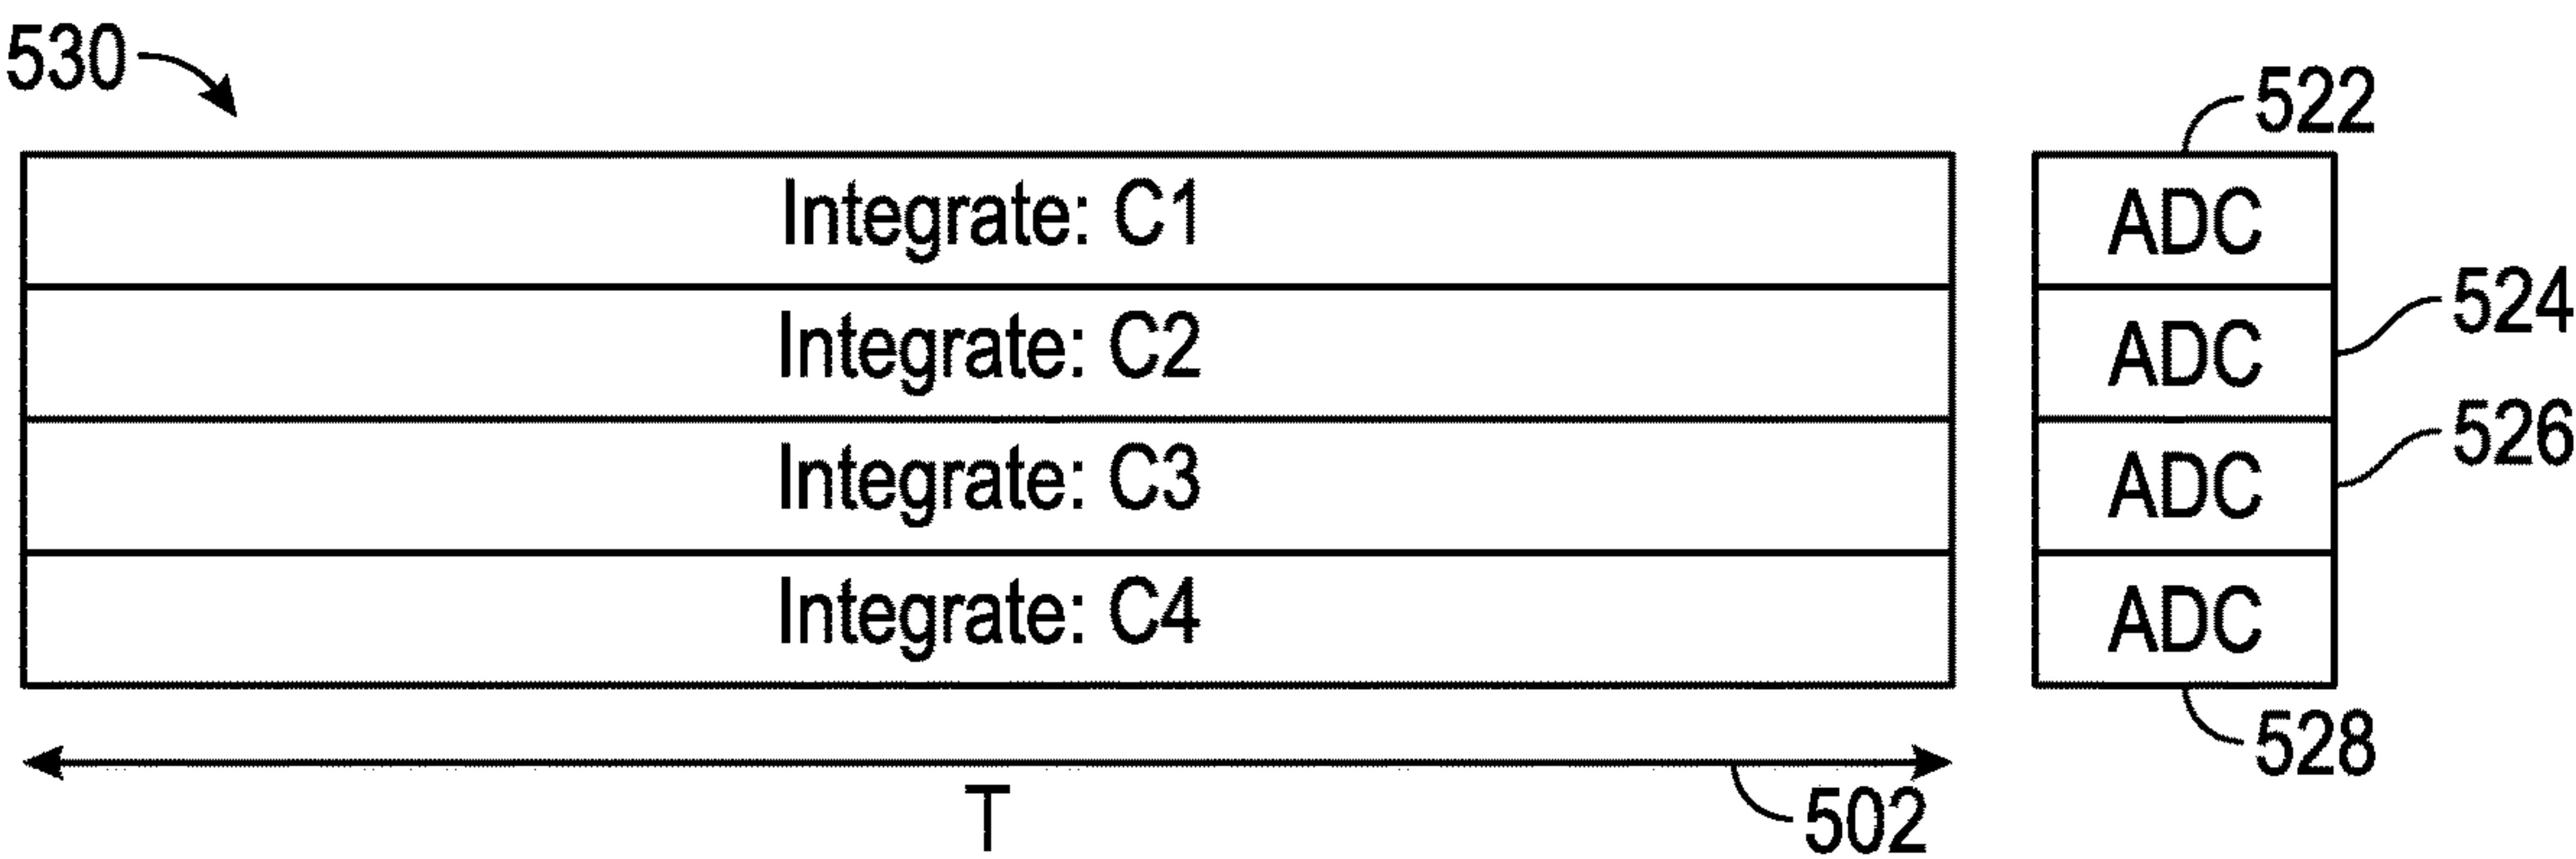 530
522
Integrate: C1 ADC
Integrate: C2 ADC
524
Integrate: C3 ADC
526
Integrate: C4 ADC
528
T
502